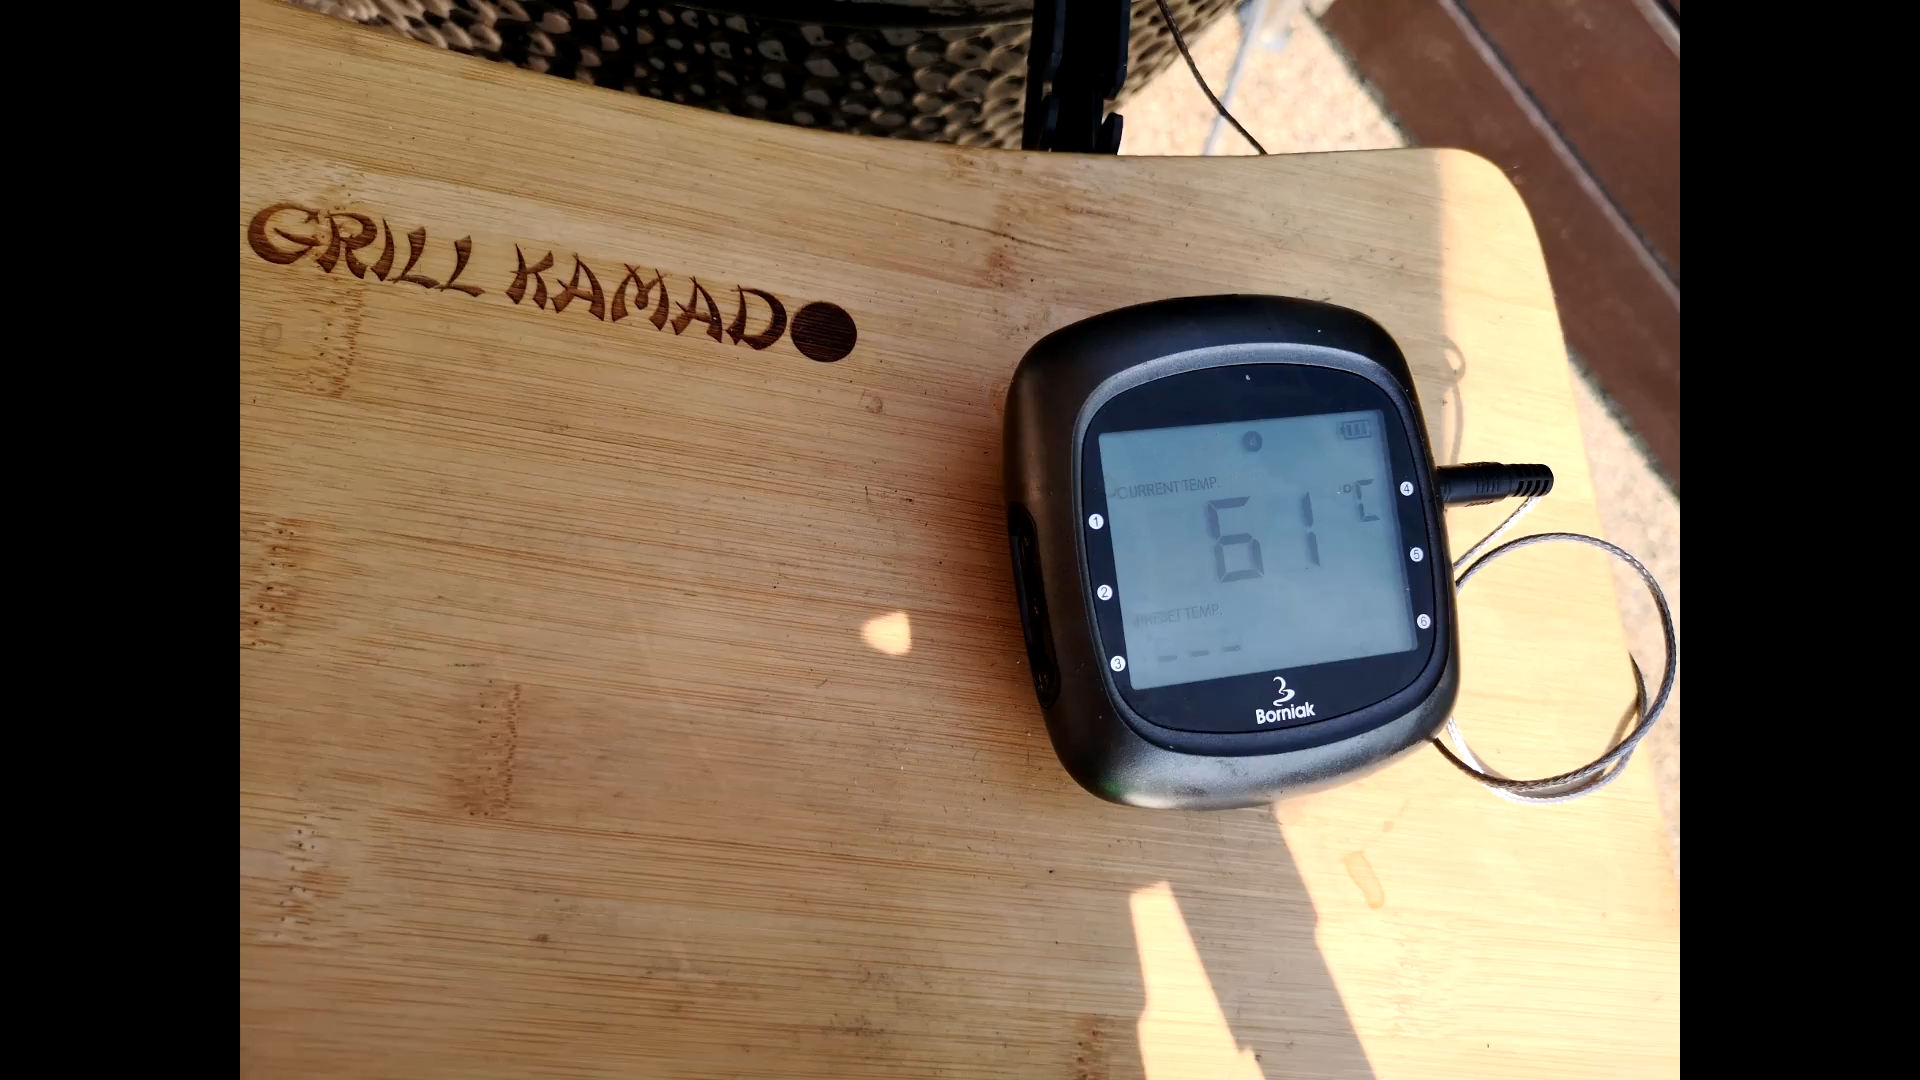 GRILL KAMADO
CURRENT TEMP.
61 °C
PRESET TEMP.
---
1
2
3
4
5
6
Borniak